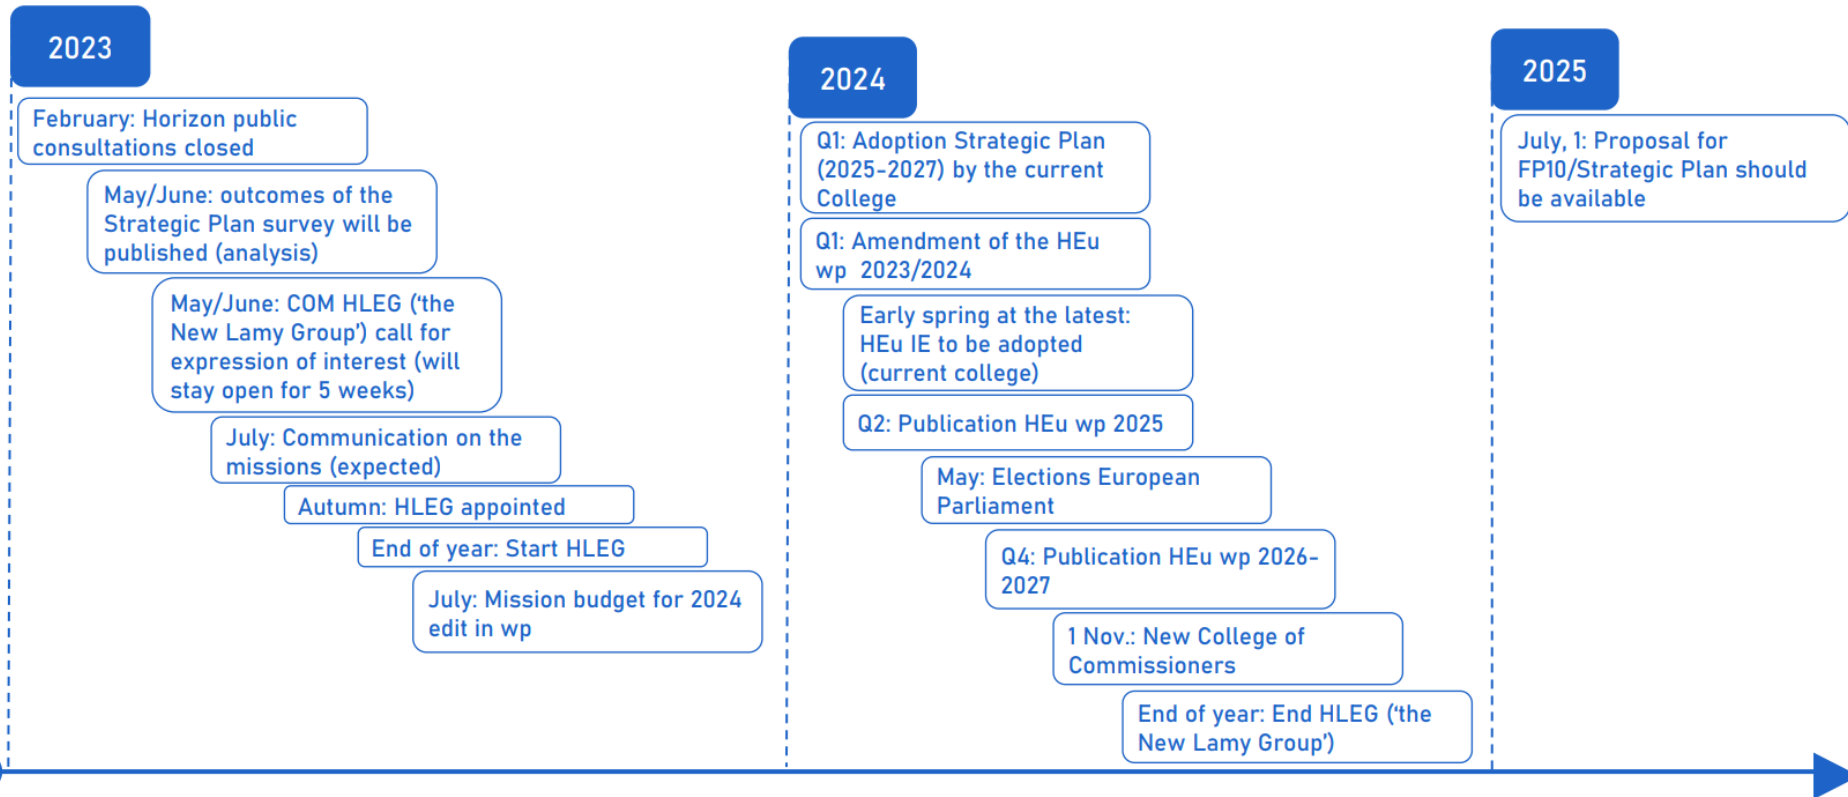 2023
February: Horizon public
consultations closed
May/June: outcomes of the
Strategic Plan survey will be
published (analysis)
May/June: COM HLEG (‘the
New Lamy Group’) call for
expression of interest (will
stay open for 5 weeks)
July: Communication on the
missions (expected)
Autumn: HLEG appointed
End of year: Start HLEG
July: Mission budget for 2024
edit in wp
2024
Q1: Adoption Strategic Plan
(2025-2027) by the current
College
Q1: Amendment of the HEu
wp 2023/2024
Early spring at the latest:
HEu IE to be adopted
(current college)
Q2: Publication HEu wp 2025
May: Elections European
Parliament
Q4: Publication HEu wp 2026-
2027
1 Nov.: New College of
Commissioners
End of year: End HLEG (‘the
New Lamy Group’)
2025
July, 1: Proposal for
FP10/Strategic Plan should
be available